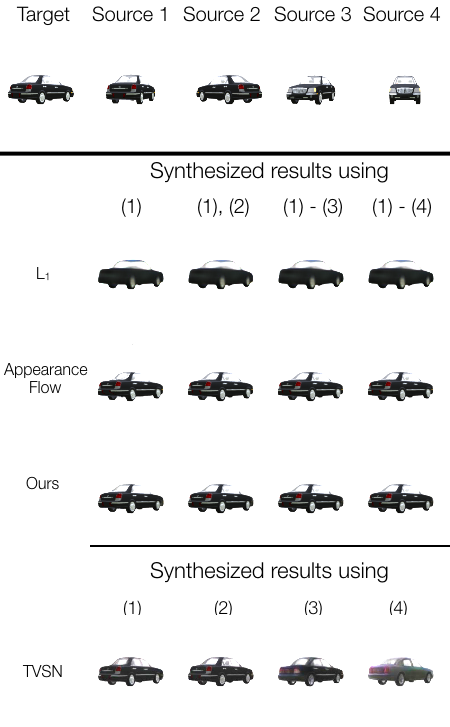 Target Source 1 Source 2 Source 3 Source 4
Synthesized results using
(1) (1), (2) (1) - (3) (1) - (4)
L₁
Appearance
Flow
Ours
Synthesized results using
(1) (2) (3) (4)
TVSN